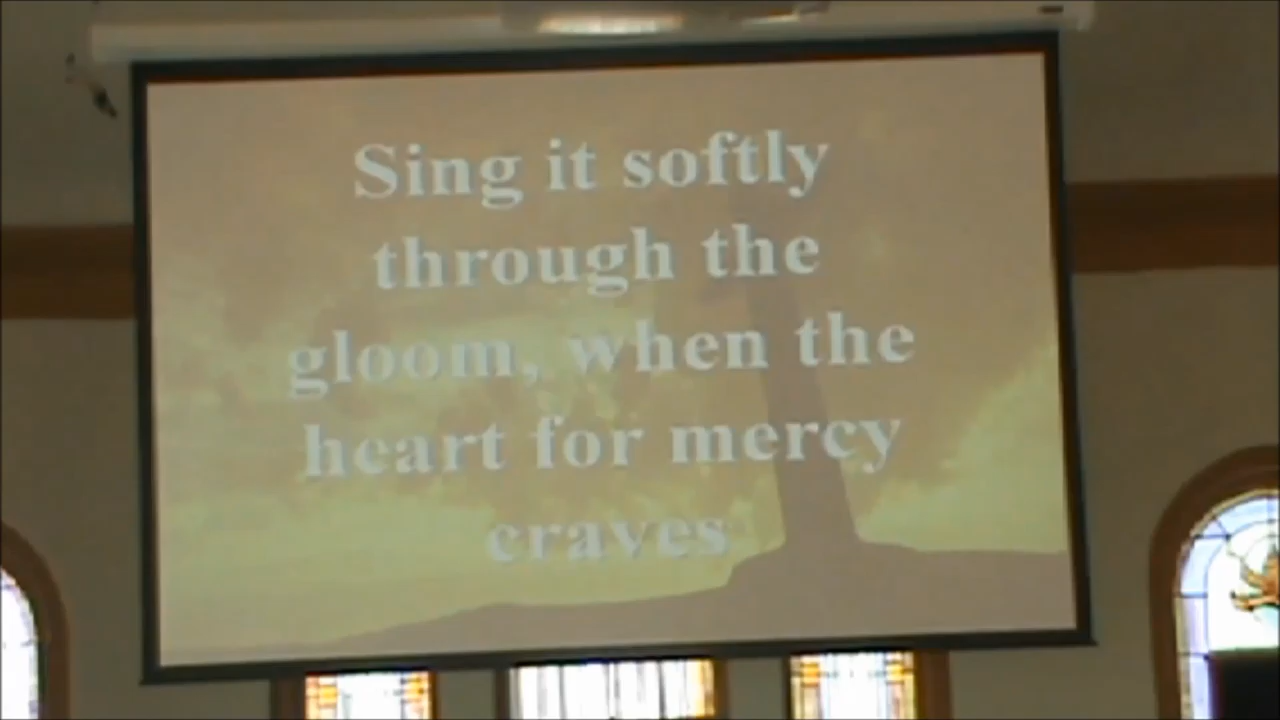 Sing it softly
through the
gloom, when the
heart for mercy
craves